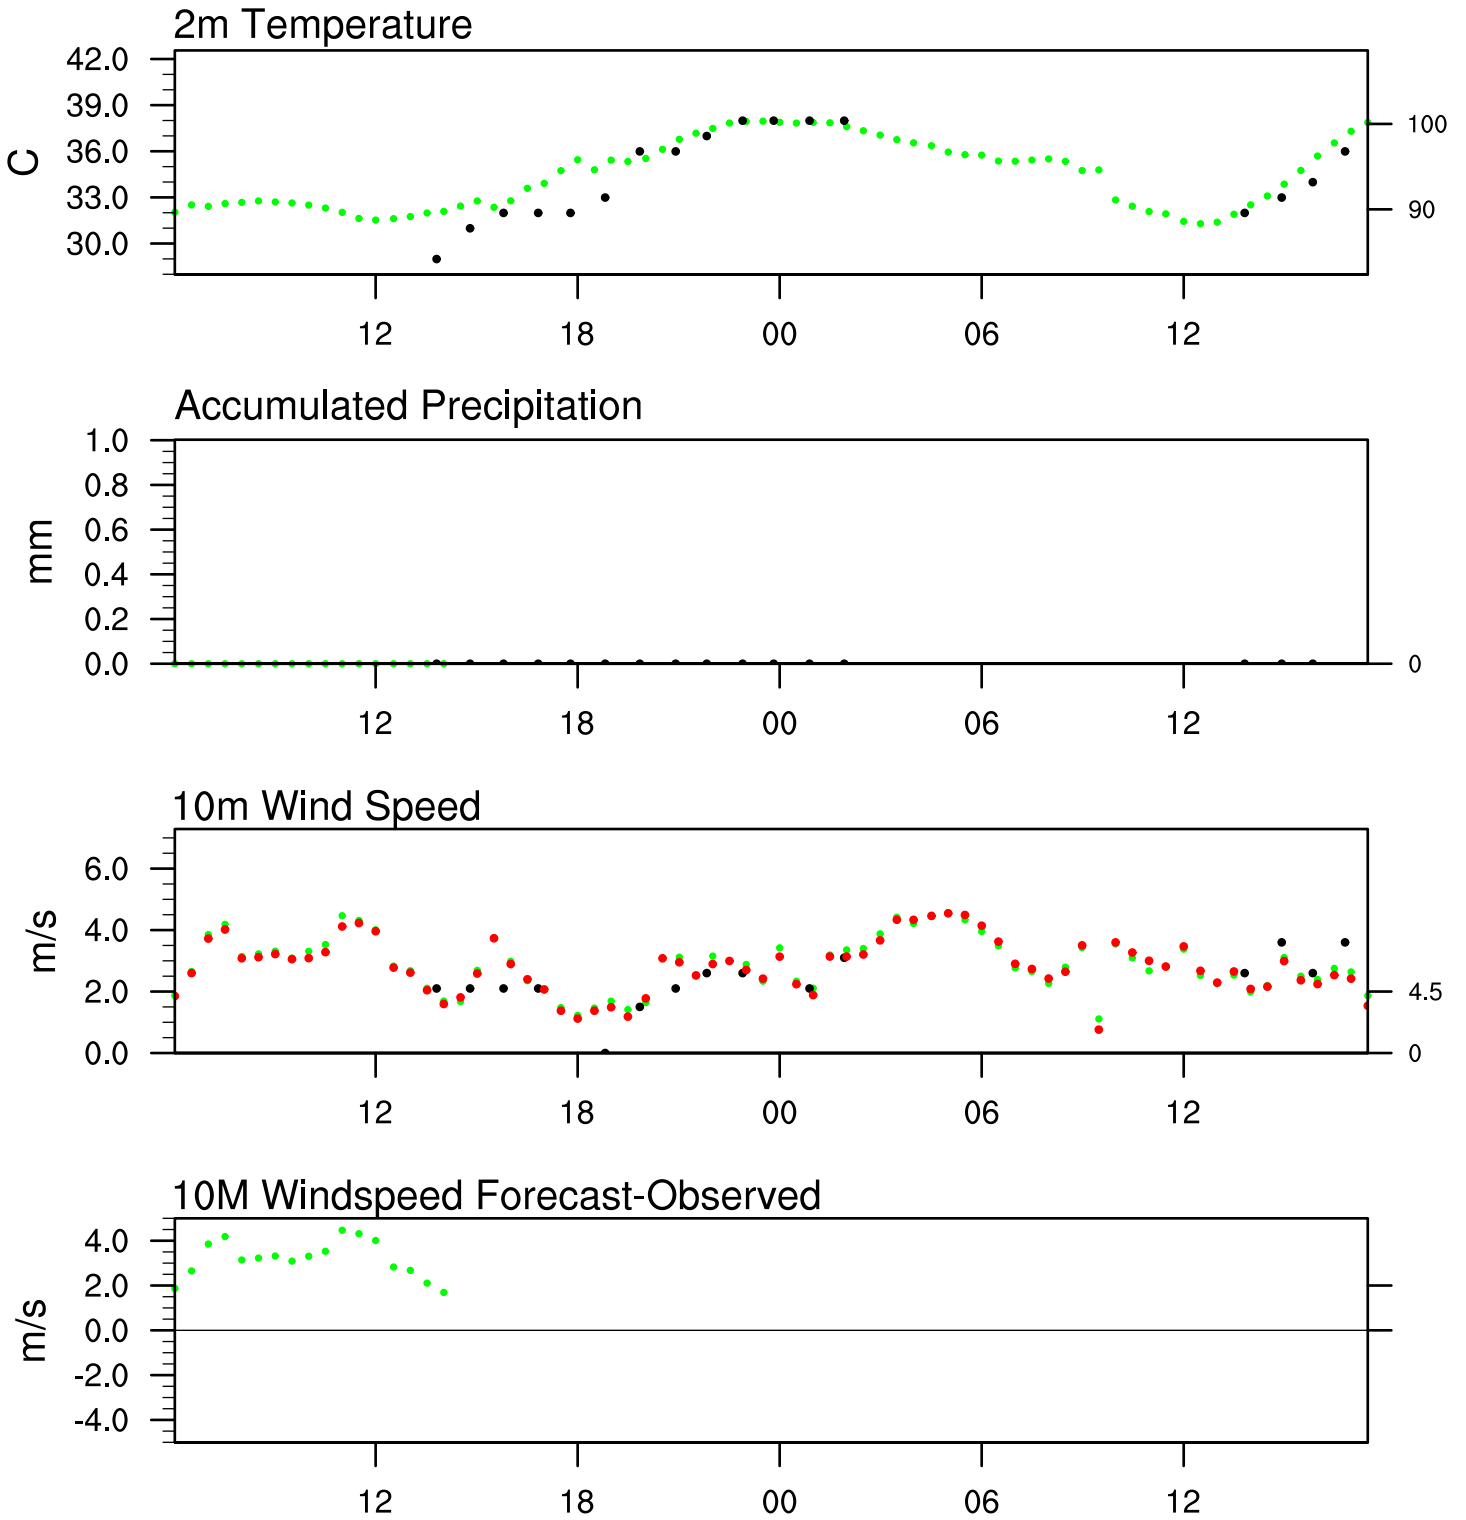 2m Temperature
42.0
39.0
36.0
33.0
30.0
C
100
90
12 18 00 06 12
Accumulated Precipitation
1.0
0.8
0.6
0.4
0.2
0.0
mm
0
12 18 00 06 12
10m Wind Speed
6.0
4.0
2.0
0.0
m/s
4.5
0
12 18 00 06 12
10M Windspeed Forecast-Observed
4.0
2.0
0.0
-2.0
-4.0
m/s
12 18 00 06 12